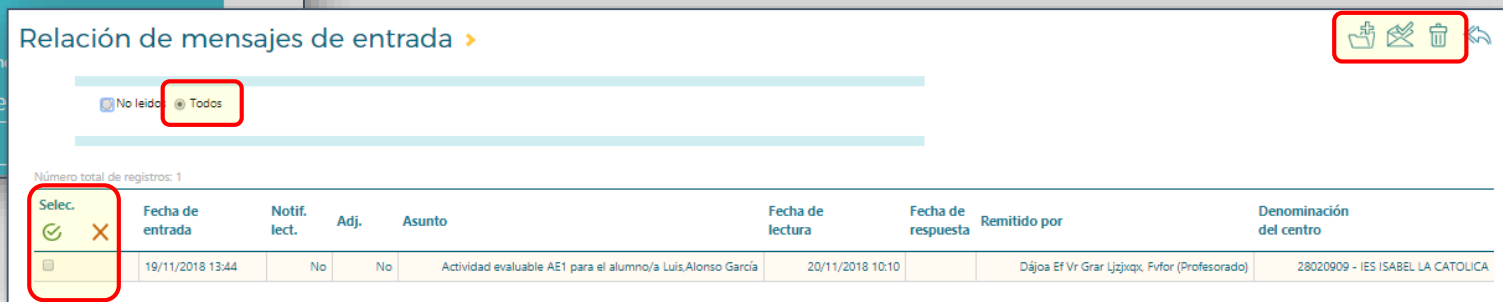 Relación de mensajes de entrada
No leidos Todos
Número total de registros: 1
Selec. Fecha de entrada Notif. lect. Adj. Asunto Fecha de lectura Fecha de respuesta Remitido por Denominación del centro
19/11/2018 13:44 No No Actividad evaluable AE1 para el alumno/a Luis,Alonso García 20/11/2018 10:10 Dájoa Ef Vr Grar Ljzjxqx, Fvfor (Profesorado) 28020909 - IES ISABEL LA CATOLICA